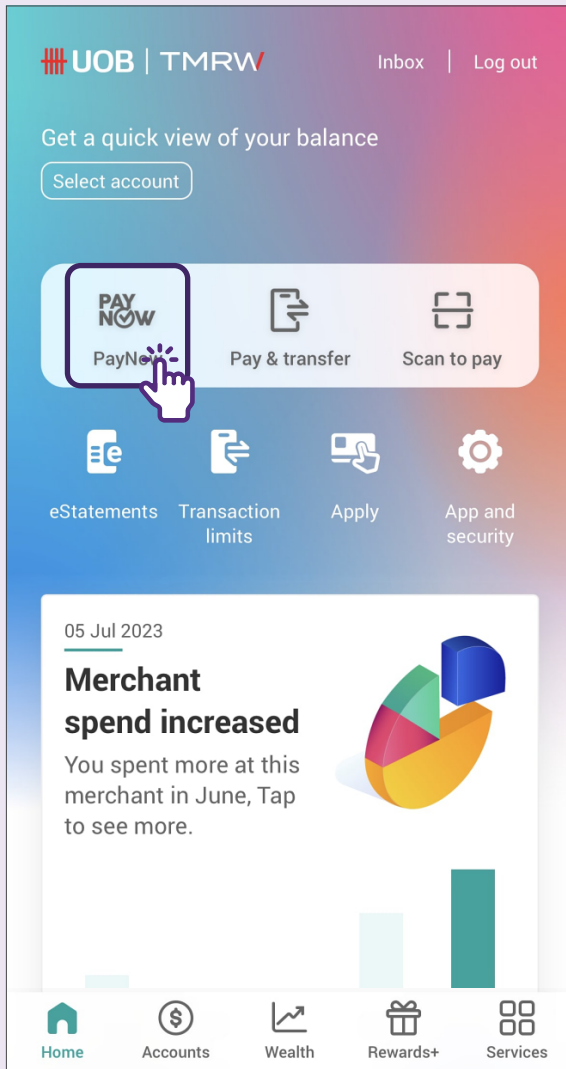 UOB | TMRW
Inbox | Log out
Get a quick view of your balance
Select account
PAY
NOW
PayNow
Pay & transfer
Scan to pay
eStatements
Transaction
limits
Apply
App and
security
05 Jul 2023
Merchant
spend increased
You spent more at this
merchant in June, Tap
to see more.
Home
Accounts
Wealth
Rewards+
Services